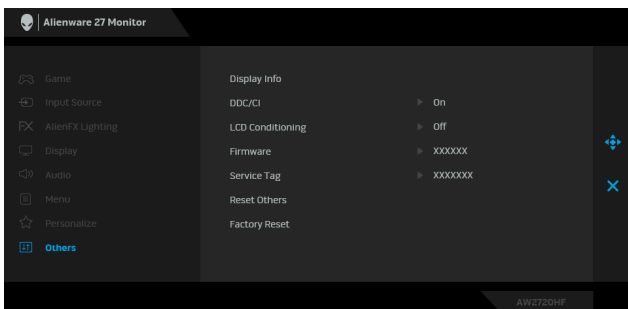 Alienware 27 Monitor
Game
Input Source
AlienFX Lighting
Display
Audio
Menu
Personalize
Others
Display Info
DDC/CI On
LCD Conditioning Off
Firmware XXXXXX
Service Tag XXXXXXX
Reset Others
Factory Reset
AW2720HF